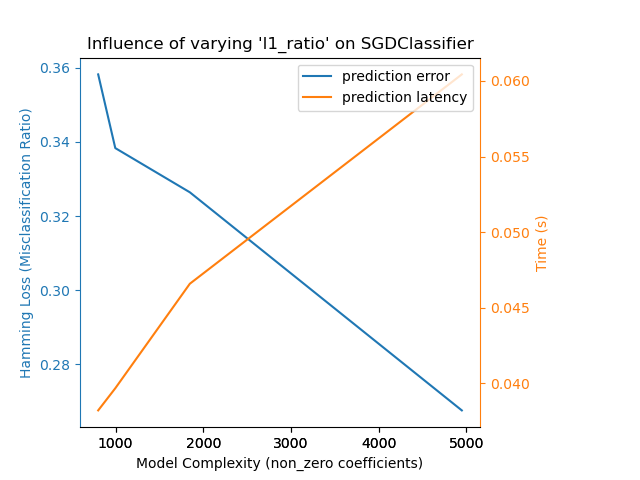 Influence of varying 'l1_ratio' on SGDClassifier
prediction error
prediction latency
Hamming Loss (Misclassification Ratio)
0.36
0.34
0.32
0.30
0.28
0.060
0.055
0.050
0.045
0.040
Time (s)
1000 2000 3000 4000 5000
Model Complexity (non_zero coefficients)